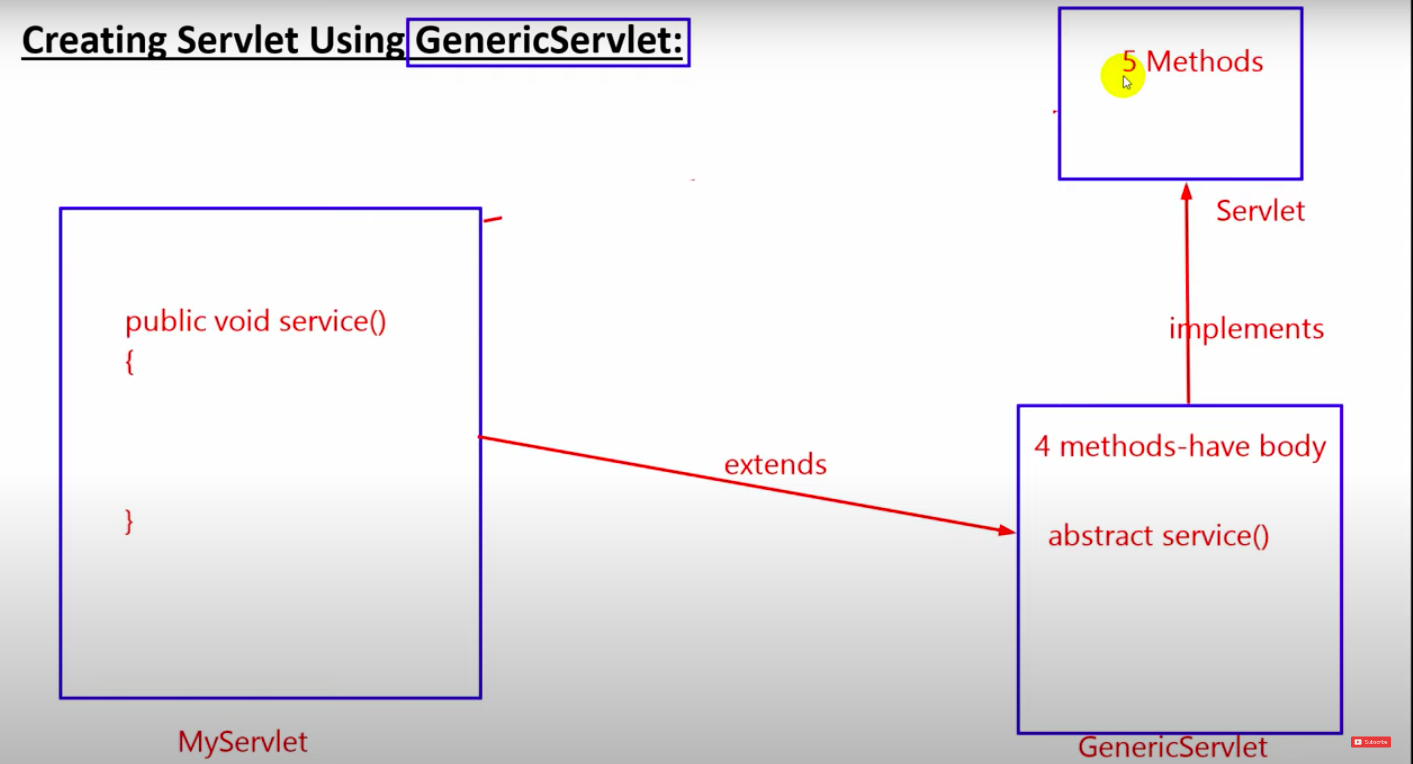 Creating Servlet Using GenericServlet:
5 Methods
Servlet
implements
public void service()
{
}
extends
4 methods-have body
abstract service()
MyServlet
GenericServlet
Subscribe